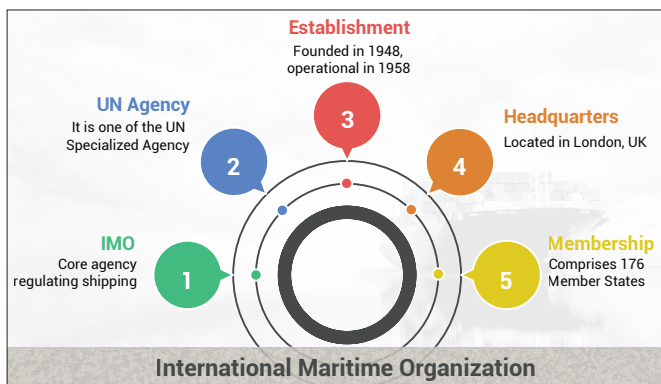 Establishment
Founded in 1948,
operational in 1958
3
UN Agency
It is one of the UN
Specialized Agency
2
Headquarters
Located in London, UK
4
IMO
Core agency
regulating shipping
1
Membership
Comprises 176
Member States
5
International Maritime Organization